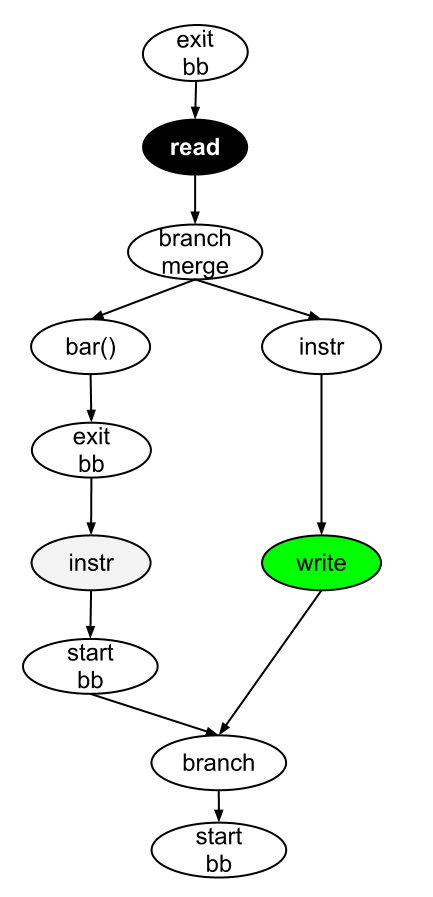 exit
bb
read
branch
merge
bar()
instr
exit
bb
instr
write
start
bb
branch
start
bb